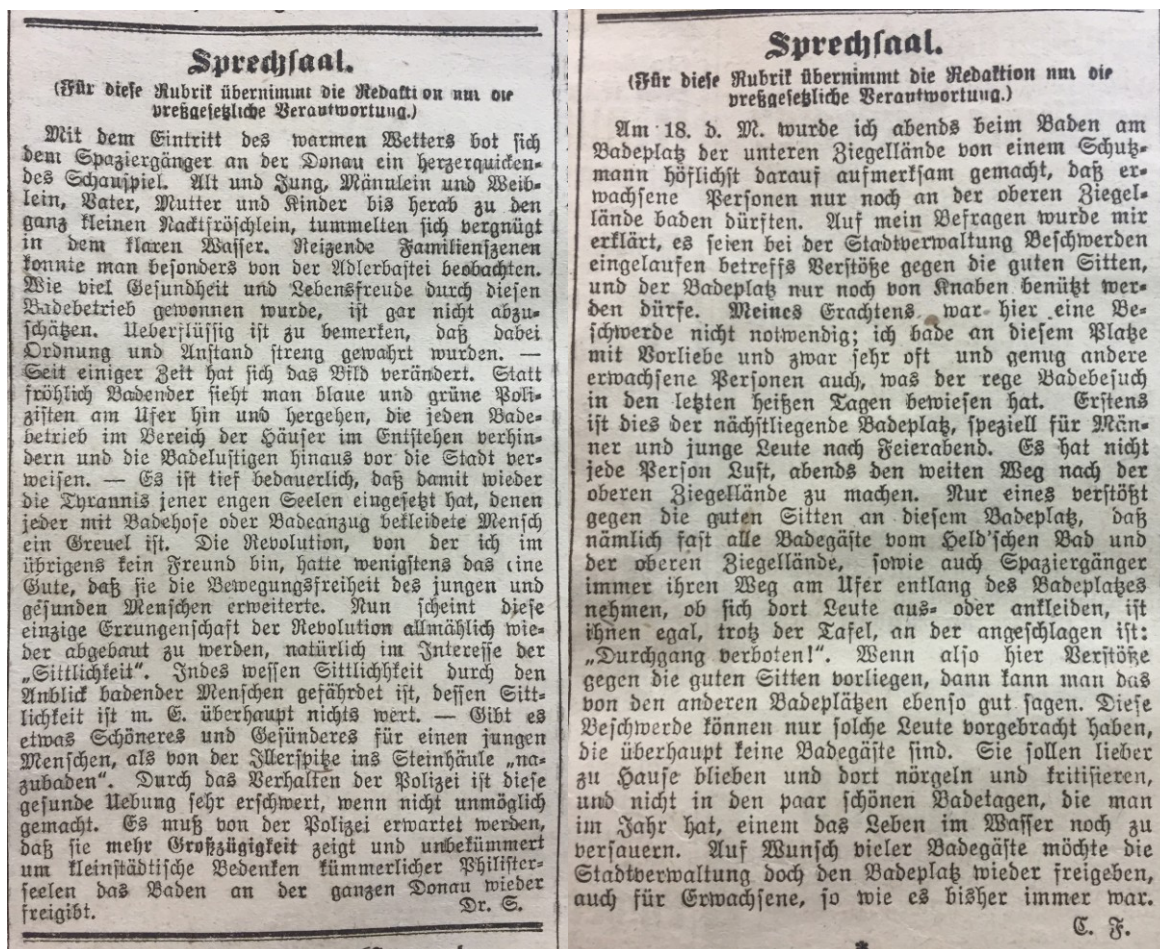 Sprechsaal.
(Für diese Rubrik übernimmt die Redaktion nur die
preßgesetzliche Verantwortung.)
Mit dem Eintritt des warmen Wetters bot sich
dem Spaziergänger an der Donau ein herzerquicken-
des Schauspiel. Alt und Jung, Männlein und Weib-
lein, Vater, Mutter und Kinder bis herab zu den
ganz kleinen Nacktfröschlein, tummelten sich vergnügt
in dem klaren Wasser. Reizende Familienszenen
konnte man besonders von der Adlerbastei beobachten.
Wie viel Gesundheit und Lebensfreude durch diesen
Badebetrieb gewonnen wurde, ist gar nicht abzu-
schätzen. Ueberflüssig ist zu bemerken, daß dabei
Ordnung und Anstand streng gewahrt wurden. —
Seit einiger Zeit hat sich das Bild verändert. Statt
fröhlich Badender sieht man blaue und grüne Poli-
zisten am Ufer hin und hergehen, die jeden Bade-
betrieb im Bereich der Häuser im Entstehen verhin-
dern und die Badelustigen hinaus vor die Stadt ver-
weisen. — Es ist tief bedauerlich, daß damit wieder
die Tyrannis jener engen Seelen eingesetzt hat, denen
jeder mit Badehose oder Badeanzug bekleidete Mensch
ein Greuel ist. Die Revolution, von der ich im
übrigens kein Freund bin, hatte wenigstens das eine
Gute, daß sie die Bewegungsfreiheit des jungen und
gesunden Menschen erweiterte. Nun scheint diese
einzige Errungenschaft der Revolution allmählich wie-
der abgebaut zu werden, natürlich im Interesse der
„Sittlichkeit“. Indes wessen Sittlichhkeit durch den
Anblick badender Menschen gefährdet ist, dessen Sitt-
lichkeit ist m. E. überhaupt nichts wert. — Gibt es
etwas Schöneres und Gesünderes für einen jungen
Menschen, als von der Illerspitze ins Steinhäule „na-
zubaden“. Durch das Verhalten der Polizei ist diese
gesunde Uebung sehr erschwert, wenn nicht unmöglich
gemacht. Es muß von der Polizei erwartet werden,
daß sie mehr Großzügigkeit zeigt und unbekümmert
um kleinstädtische Bedenken kümmerlicher Philister-
seelen das Baden an der ganzen Donau wieder
freigibt. Dr. S.
Sprechsaal.
(Für diese Rubrik übernimmt die Redaktion nur die
preßgesetzliche Verantwortung.)
Am 18. d. M. wurde ich abends beim Baden am
Badeplatz der unteren Ziegellände von einem Schutz-
mann höflichst darauf aufmerksam gemacht, daß er-
wachsene Personen nur noch an der oberen Ziegel-
lände baden dürften. Auf mein Befragen wurde mir
erklärt, es seien bei der Stadtverwaltung Beschwerden
eingelaufen betreffs Verstöße gegen die guten Sitten,
und der Badeplatz nur noch von Knaben benützt wer-
den dürfe. Meines Erachtens war hier eine Be-
schwerde nicht notwendig; ich bade an diesem Platze
mit Vorliebe und zwar sehr oft und genug andere
erwachsene Personen auch, was der rege Badebesuch
in den letzten heißen Tagen bewiesen hat. Erstens
ist dies der nächstliegende Badeplatz, speziell für Män-
ner und junge Leute nach Feierabend. Es hat nicht
jede Person Lust, abends den weiten Weg nach der
oberen Ziegellände zu machen. Nur eines verstößt
gegen die guten Sitten an diesem Badeplatz, daß
nämlich fast alle Badegäste vom Held'schen Bad und
der oberen Ziegellände, sowie auch Spaziergänger
immer ihren Weg am Ufer entlang des Badeplatzes
nehmen, ob sich dort Leute aus- oder ankleiden, ist
ihnen egal, trotz der Tafel, an der angeschlagen ist:
„Durchgang verboten!“. Wenn also hier Verstöße
gegen die guten Sitten vorliegen, dann kann man das
von den anderen Badeplätzen ebenso gut sagen. Diese
Beschwerde können nur solche Leute vorgebracht haben,
die überhaupt keine Badegäste sind. Sie sollen lieber
zu Hause blieben und dort nörgeln und kritisieren,
und nicht in den paar schönen Badetagen, die man
im Jahr hat, einem das Leben im Wasser noch zu
versauern. Auf Wunsch vieler Badegäste möchte die
Stadtverwaltung doch den Badeplatz wieder freigeben,
auch für Erwachsene, so wie es bisher immer war.
C. F.